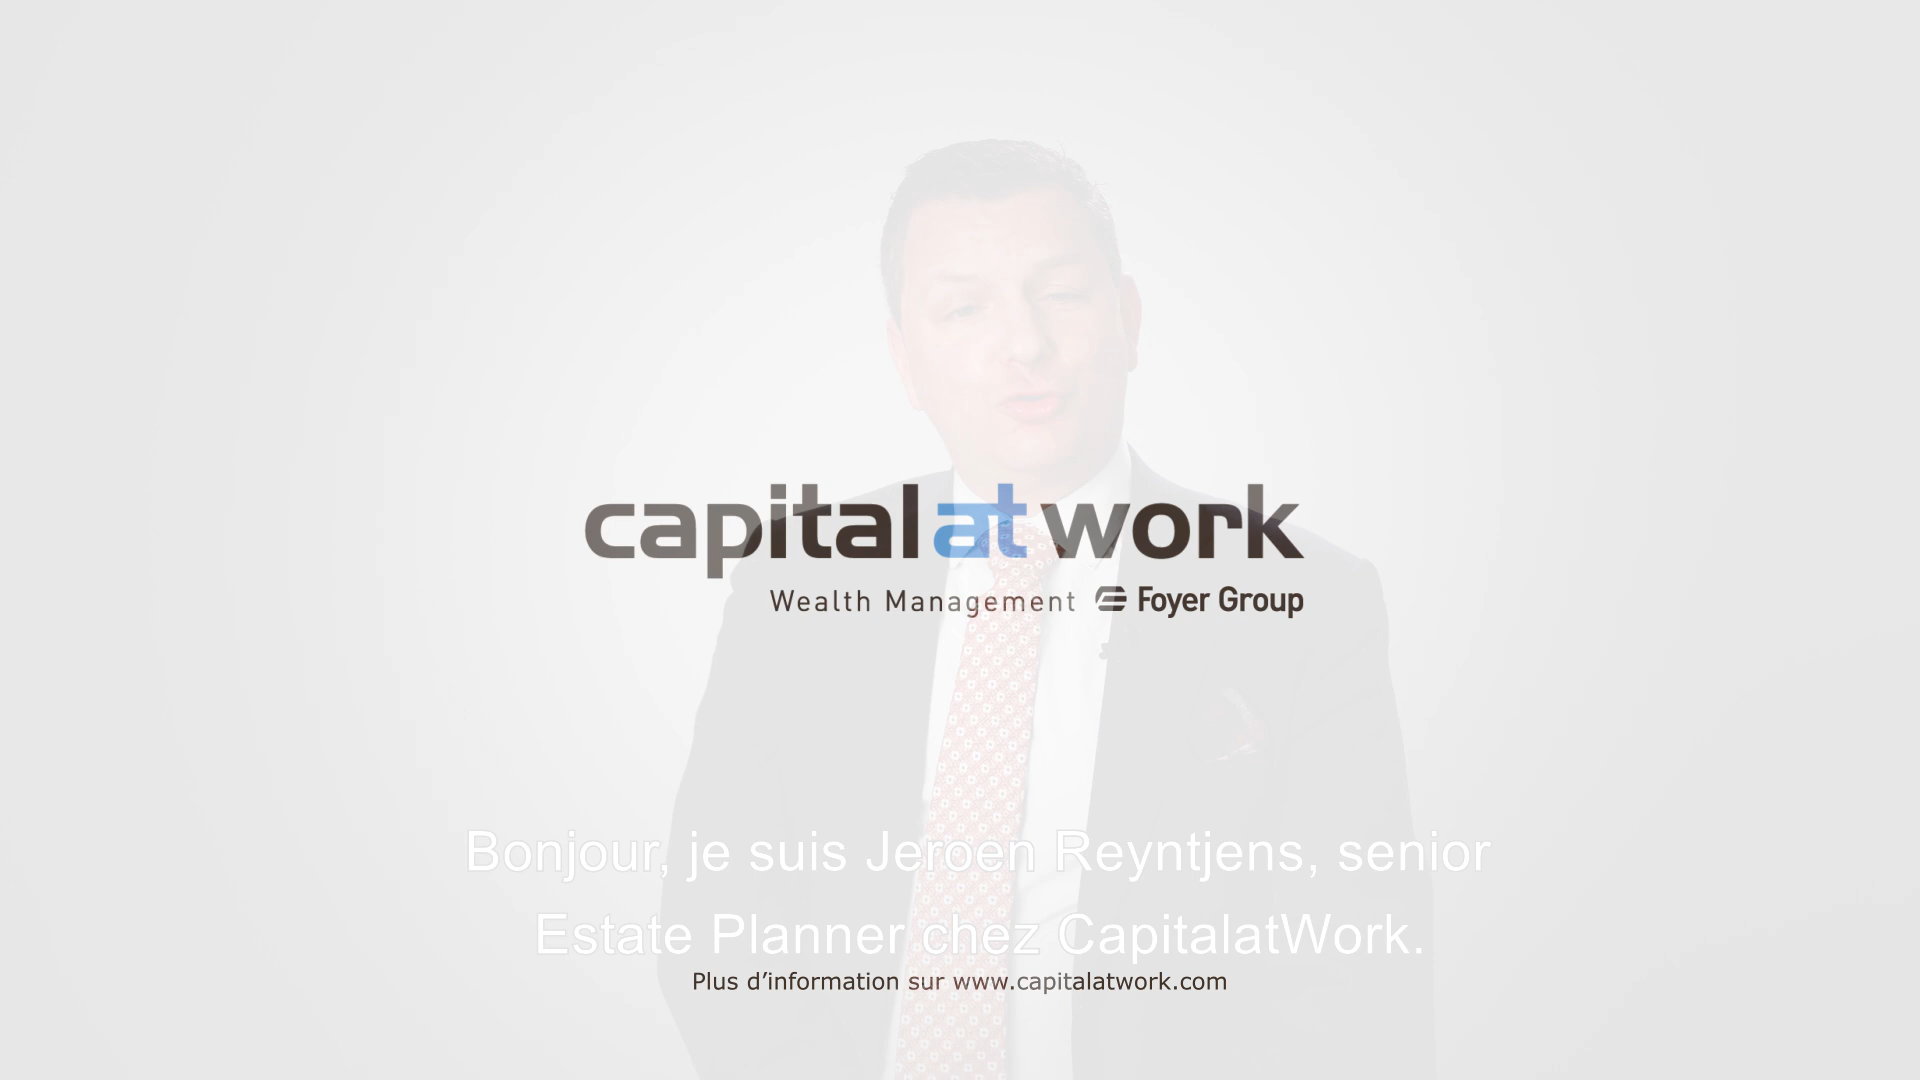 capitalatwork
Wealth Management Foyer Group
Bonjour, je suis Jeroen Reyntjens, senior
Estate Planner chez CapitalatWork.
Plus d’information sur www.capitalatwork.com